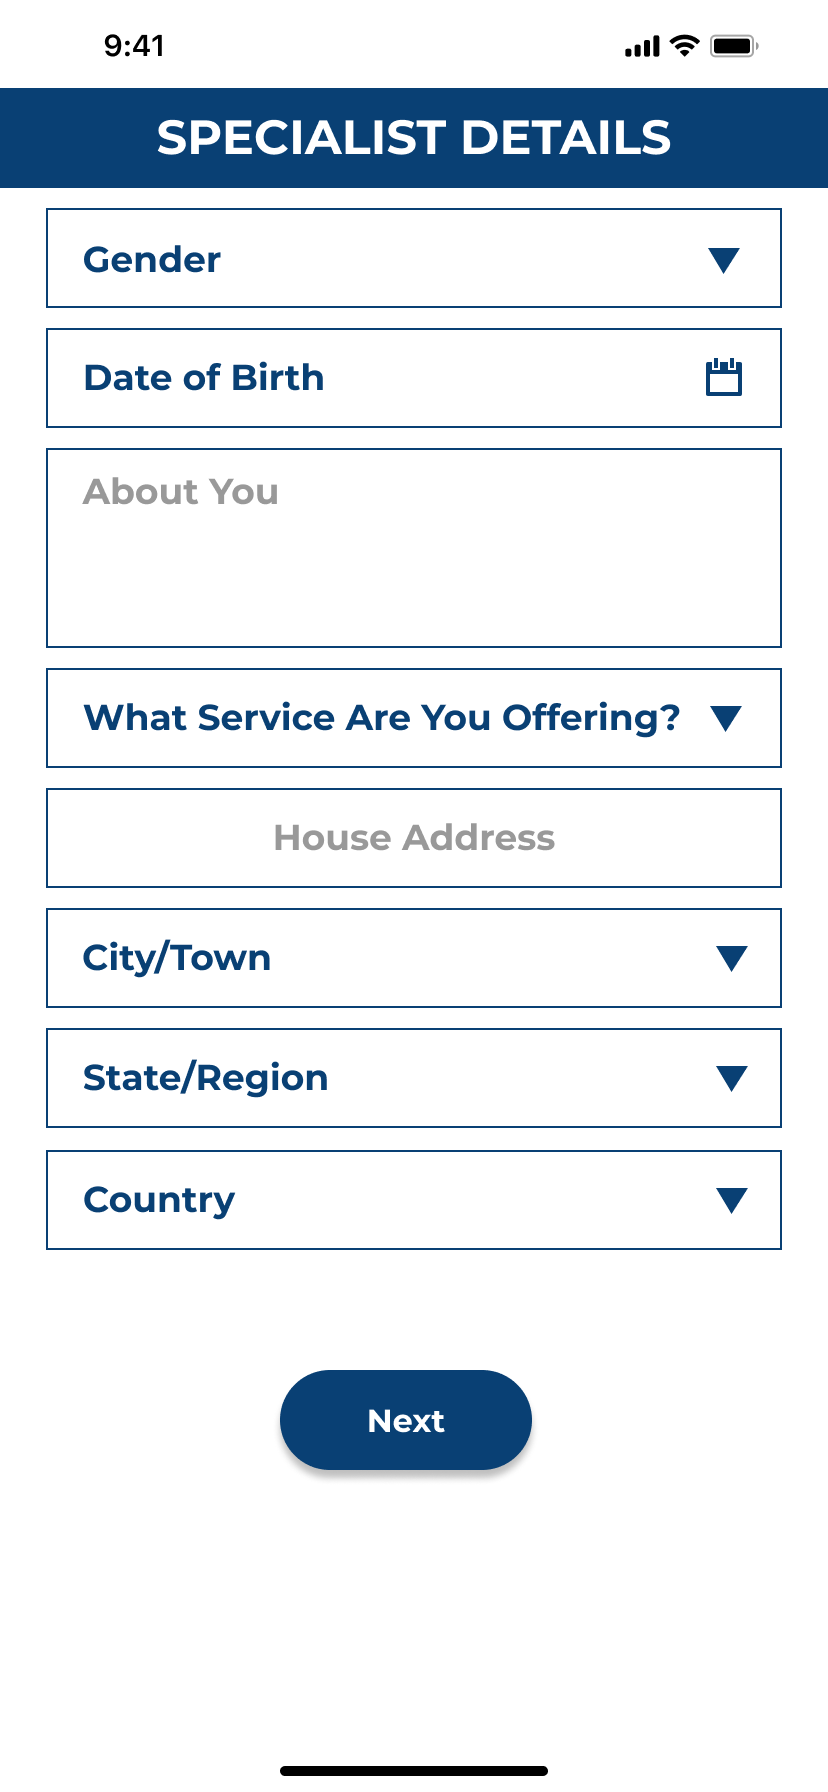 9:41
SPECIALIST DETAILS
Gender
Date of Birth
About You
What Service Are You Offering?
House Address
City/Town
State/Region
Country
Next